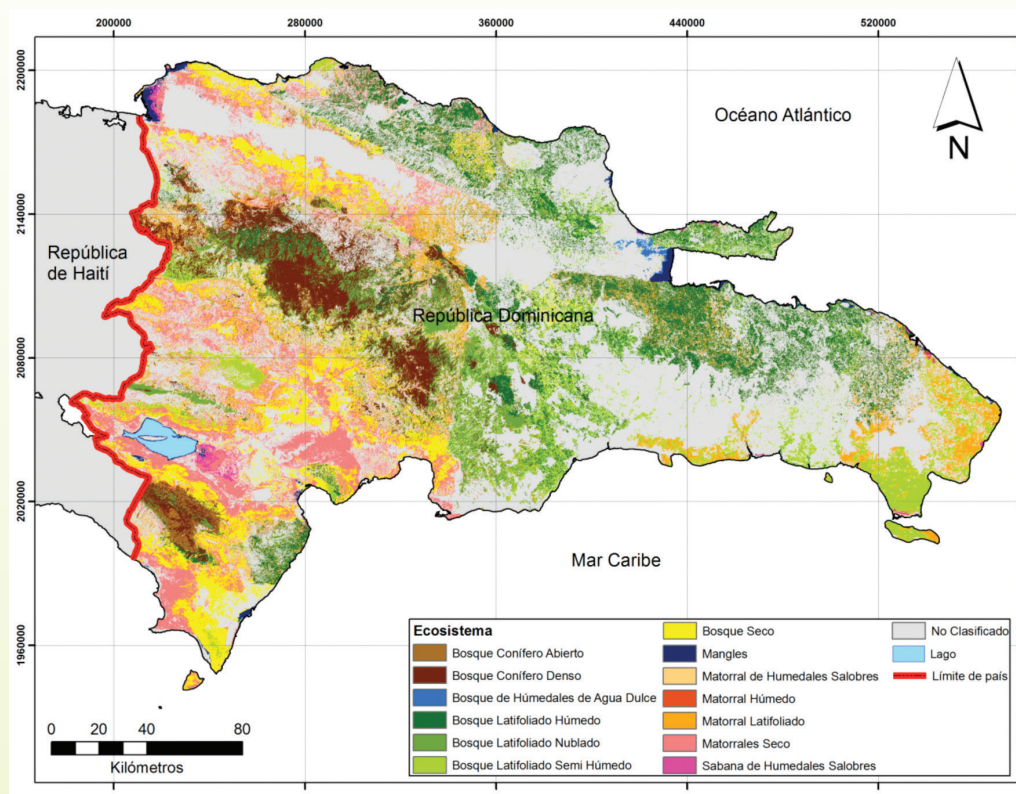 200000 280000 360000 440000 520000
2200000
2140000
2080000
2020000
1960000
Océano Atlántico
N
República
de Haití
República Dominicana
Mar Caribe
Ecosistema
Bosque Conífero Abierto
Bosque Conífero Denso
Bosque de Húmedales de Agua Dulce
Bosque Latifoliado Húmedo
Bosque Latifoliado Nublado
Bosque Latifoliado Semi Húmedo
Bosque Seco
Mangles
Matorral de Humedales Salobres
Matorral Húmedo
Matorral Latifoliado
Matorrales Seco
Sabana de Humedales Salobres
No Clasificado
Lago
Límite de país
0 20 40 80
Kilómetros